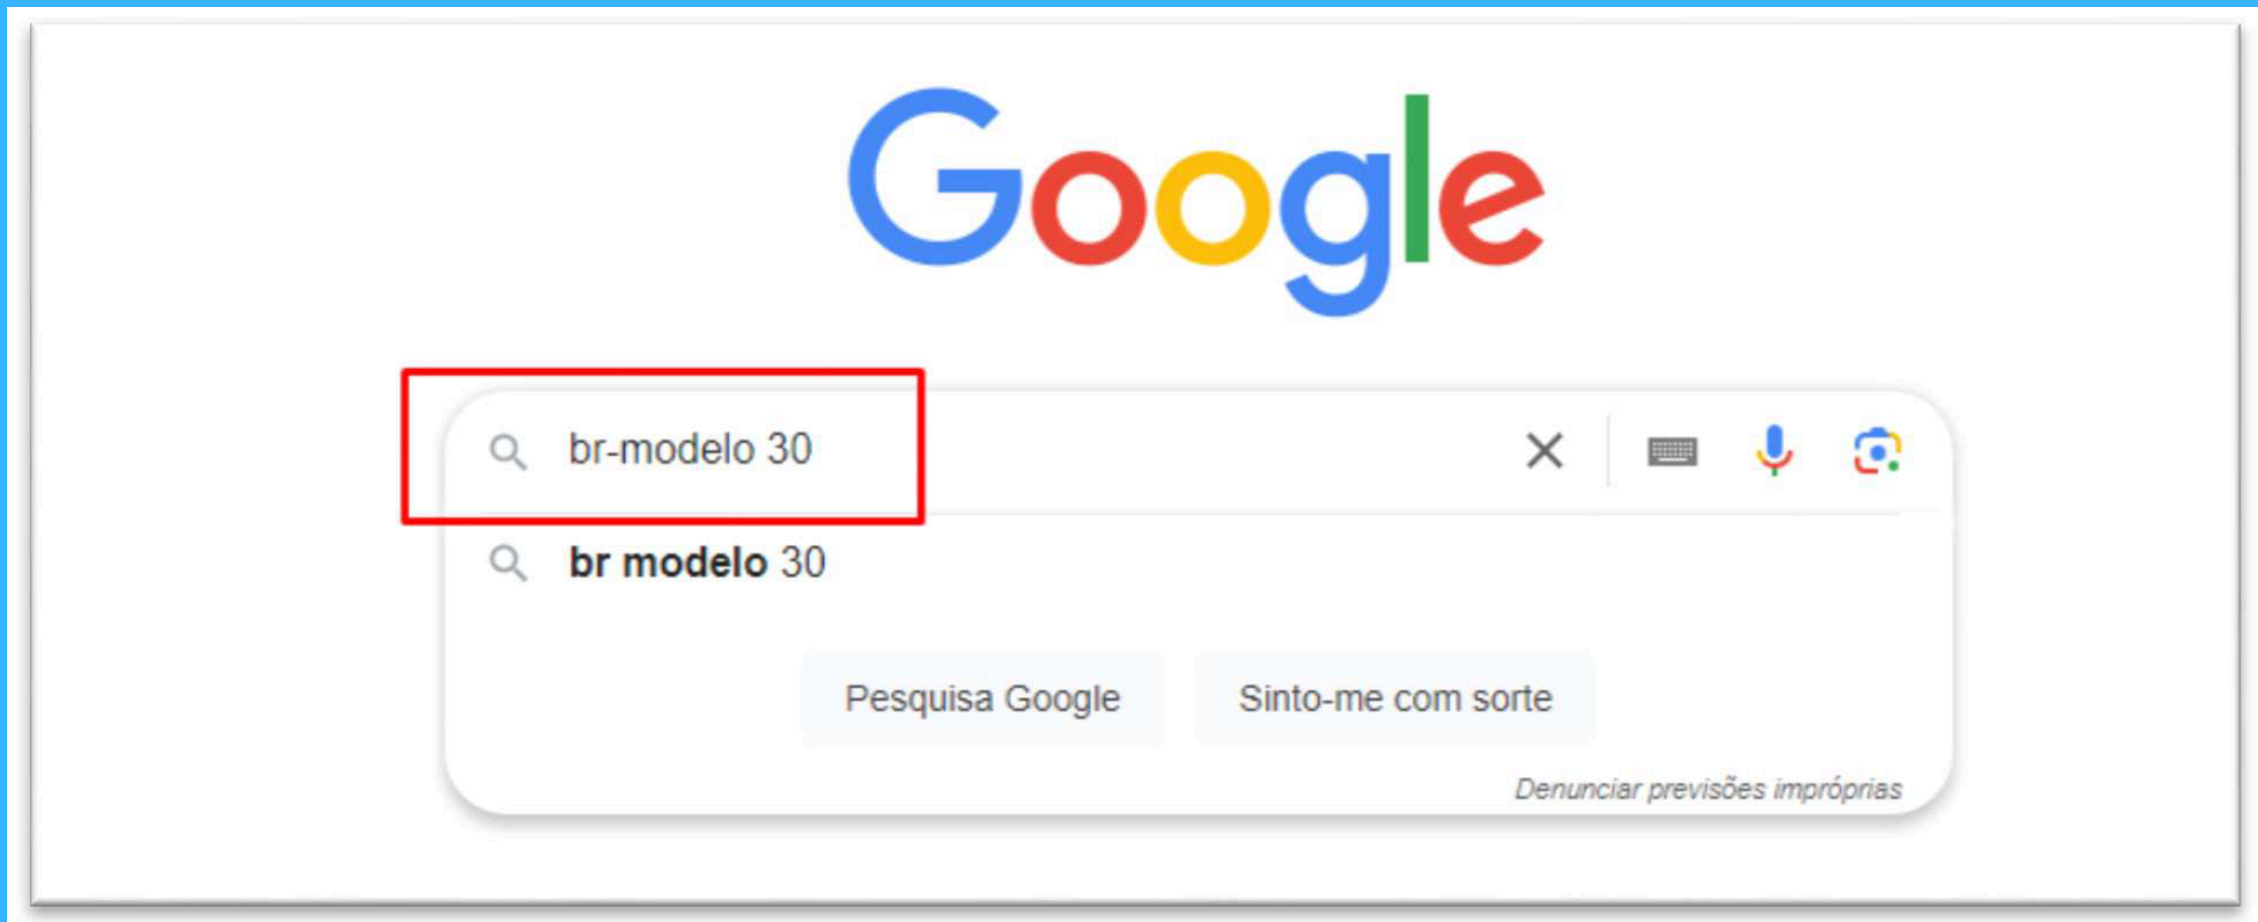 Google
br-modelo 30
br modelo 30
Pesquisa Google
Sinto-me com sorte
Denunciar previsões impróprias